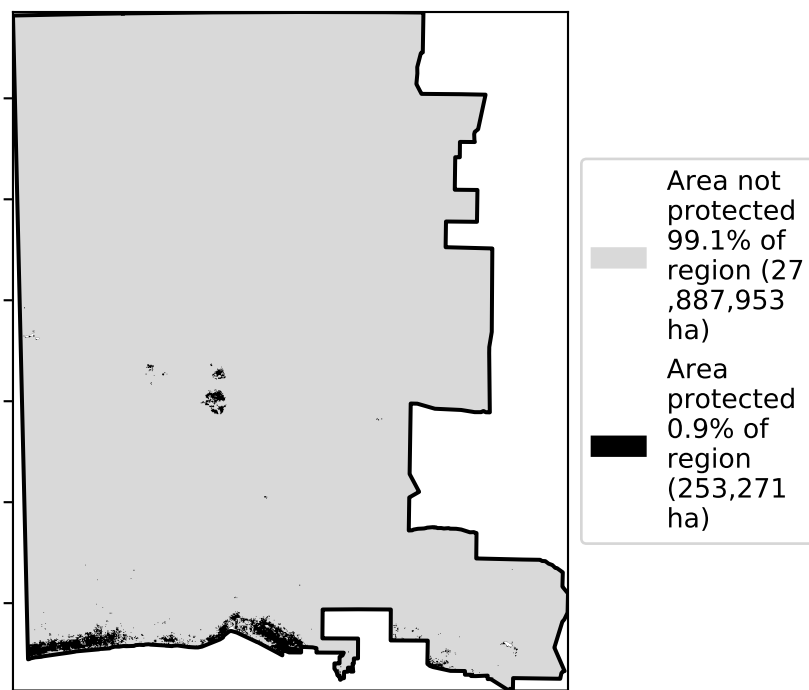 Area not
protected
99.1% of
region (27
,887,953
ha)
Area
protected
0.9% of
region
(253,271
ha)